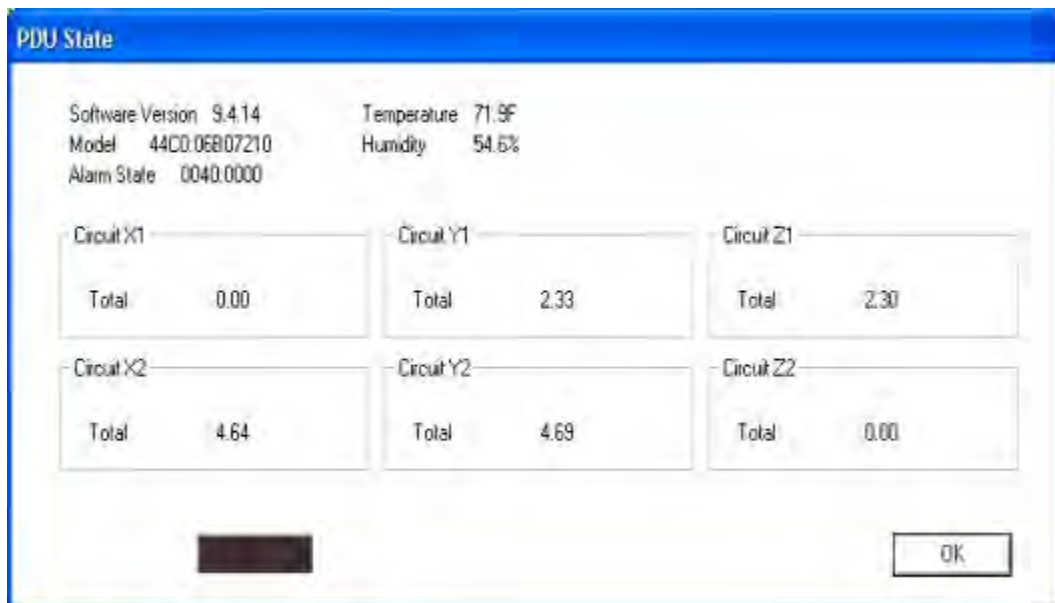 PDU State
Software Version 9.4.14 Temperature 71.9F
Model 44C0:06B07210 Humidity 54.6%
Alarm State 0040:0000
Circuit X1 Circuit Y1 Circuit Z1
Total 0.00 Total 2.33 Total 2.30
Circuit X2 Circuit Y2 Circuit Z2
Total 4.64 Total 4.69 Total 0.00
OK